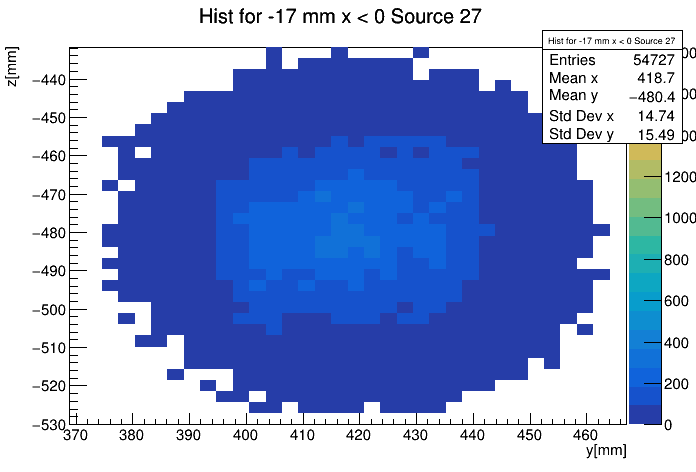 Hist for -17 mm x < 0 Source 27
z[mm]
Hist for -17 mm x < 0 Source 27
Entries 54727
Mean x 418.7
Mean y −480.4
Std Dev x 14.74
Std Dev y 15.49
−440
−450
−460
−470
−480
−490
−500
−510
−520
−530
370 380 390 400 410 420 430 440 450 460
y[mm]
1200
1000
800
600
400
200
0